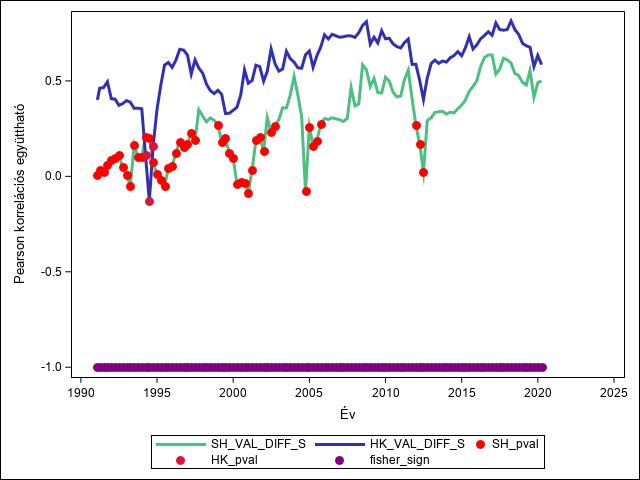 0.5
0.0
-0.5
-1.0
Pearson korrelációs együttható
1990 1995 2000 2005 2010 2015 2020 2025
Év
SH_VAL_DIFF_S HK_VAL_DIFF_S SH_pval
HK_pval fisher_sign